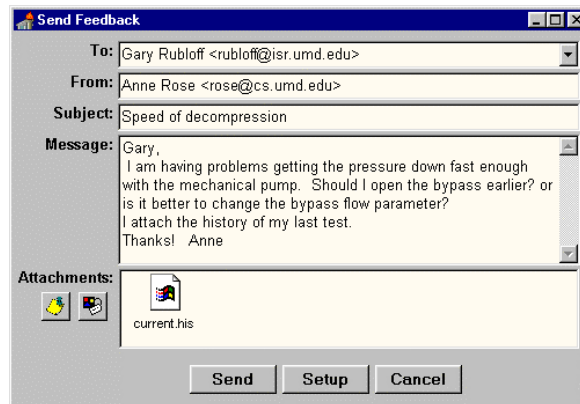 Send Feedback
To: Gary Rubloff <rubloff@isr.umd.edu>
From: Anne Rose <rose@cs.umd.edu>
Subject: Speed of decompression
Message: Gary,
I am having problems getting the pressure down fast enough
with the mechanical pump. Should I open the bypass earlier? or
is it better to change the bypass flow parameter?
I attach the history of my last test.
Thanks! Anne
Attachments:
current.his
Send Setup Cancel